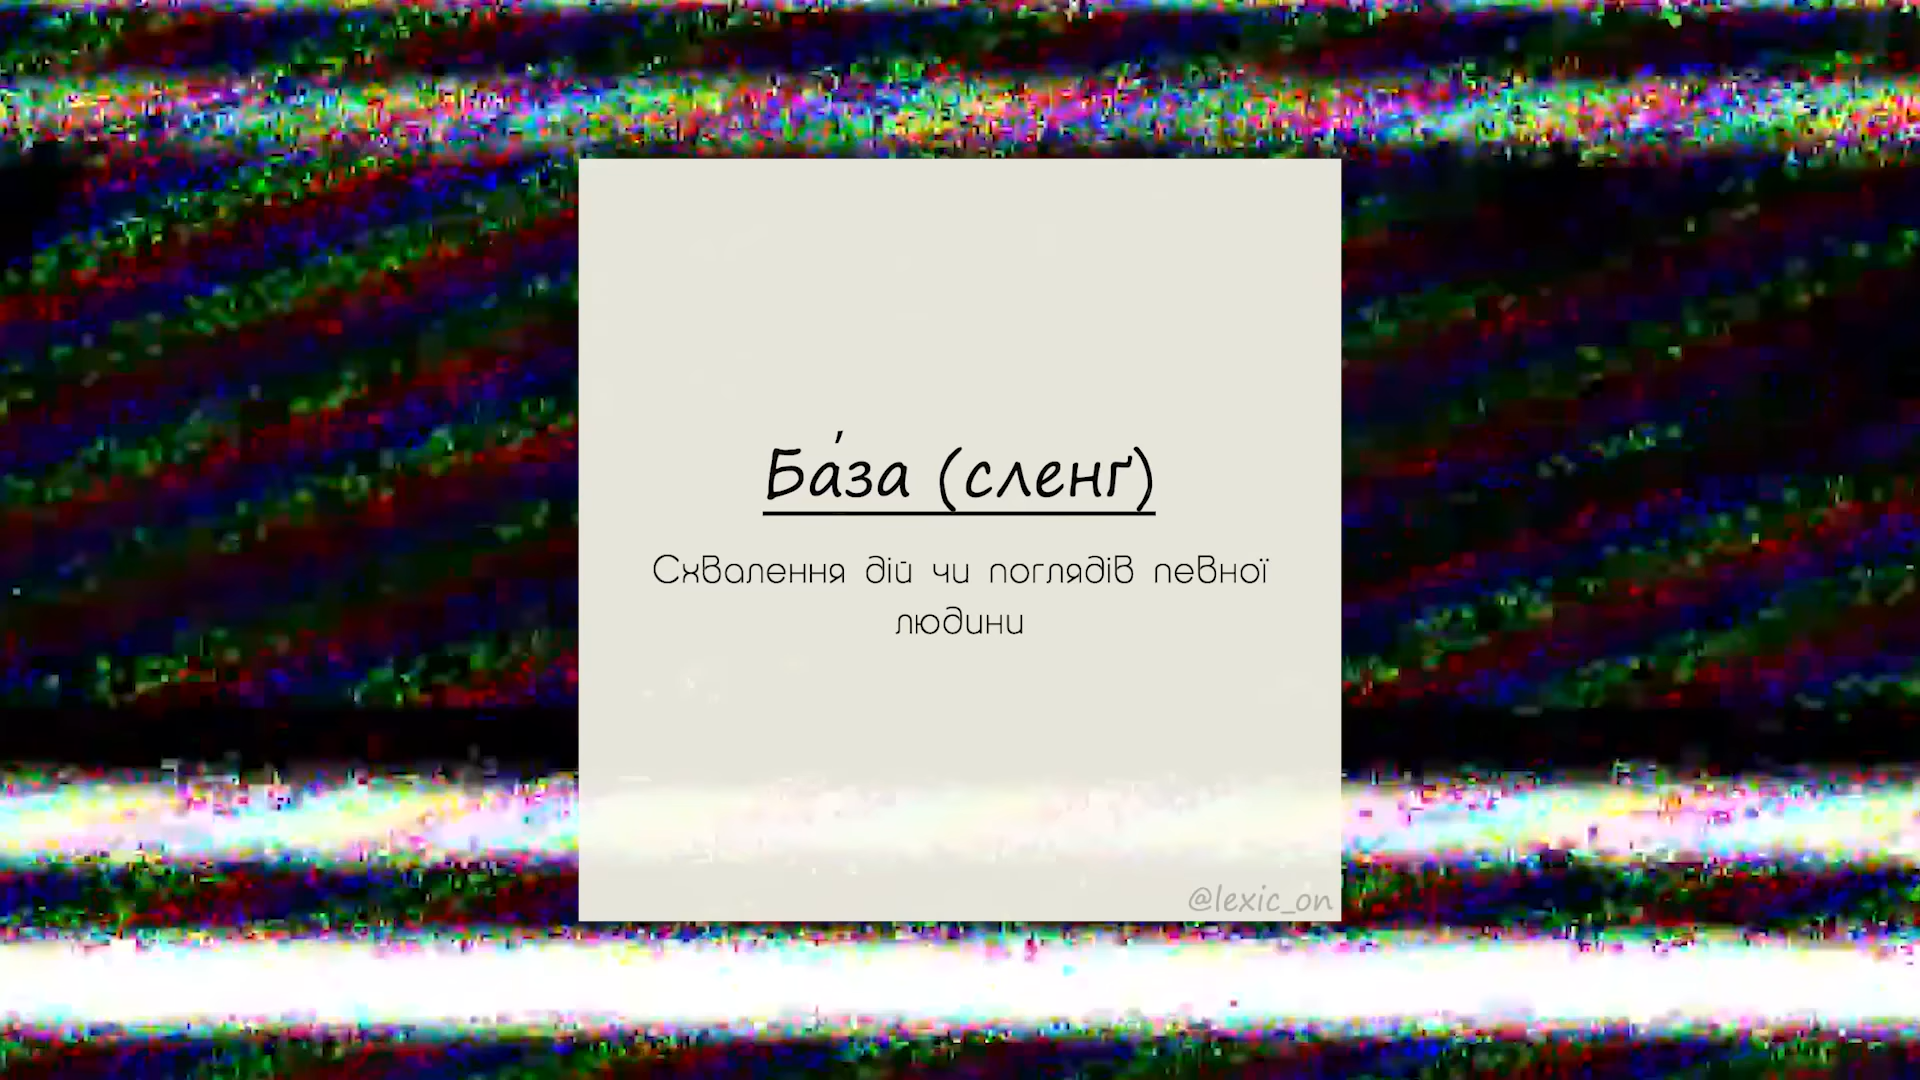 Ба́за (сленґ)
Схвалення дій чи поглядів певної
людини
@lexic_on